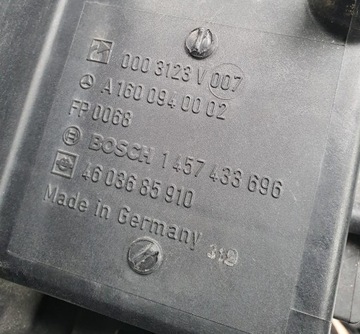 000 3123 V 007
A 160 094 00 02
FP 0068
BOSCH 1 457 433 696
46 036 85 910
Made in Germany